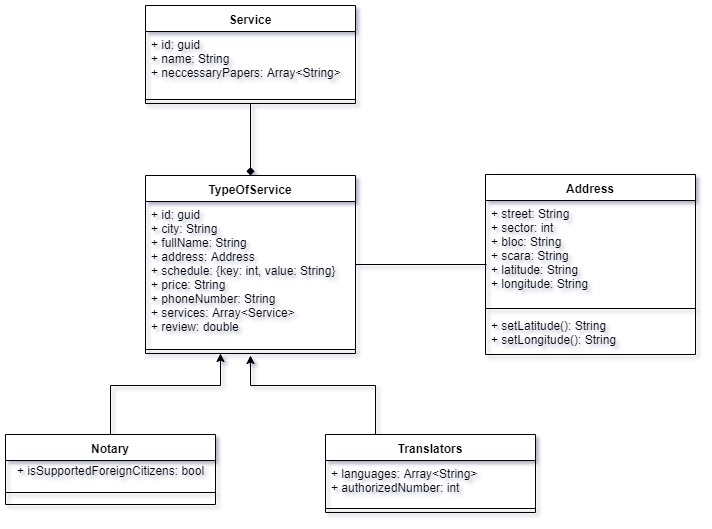 Service
+ id: guid
+ name: String
+ neccessaryPapers: Array<String>
TypeOfService
+ id: guid
+ city: String
+ fullName: String
+ address: Address
+ schedule: {key: int, value: String}
+ price: String
+ phoneNumber: String
+ services: Array<Service>
+ review: double
Address
+ street: String
+ sector: int
+ bloc: String
+ scara: String
+ latitude: String
+ longitude: String
+ setLatitude(): String
+ setLongitude(): String
Notary
+ isSupportedForeignCitizens: bool
Translators
+ languages: Array<String>
+ authorizedNumber: int